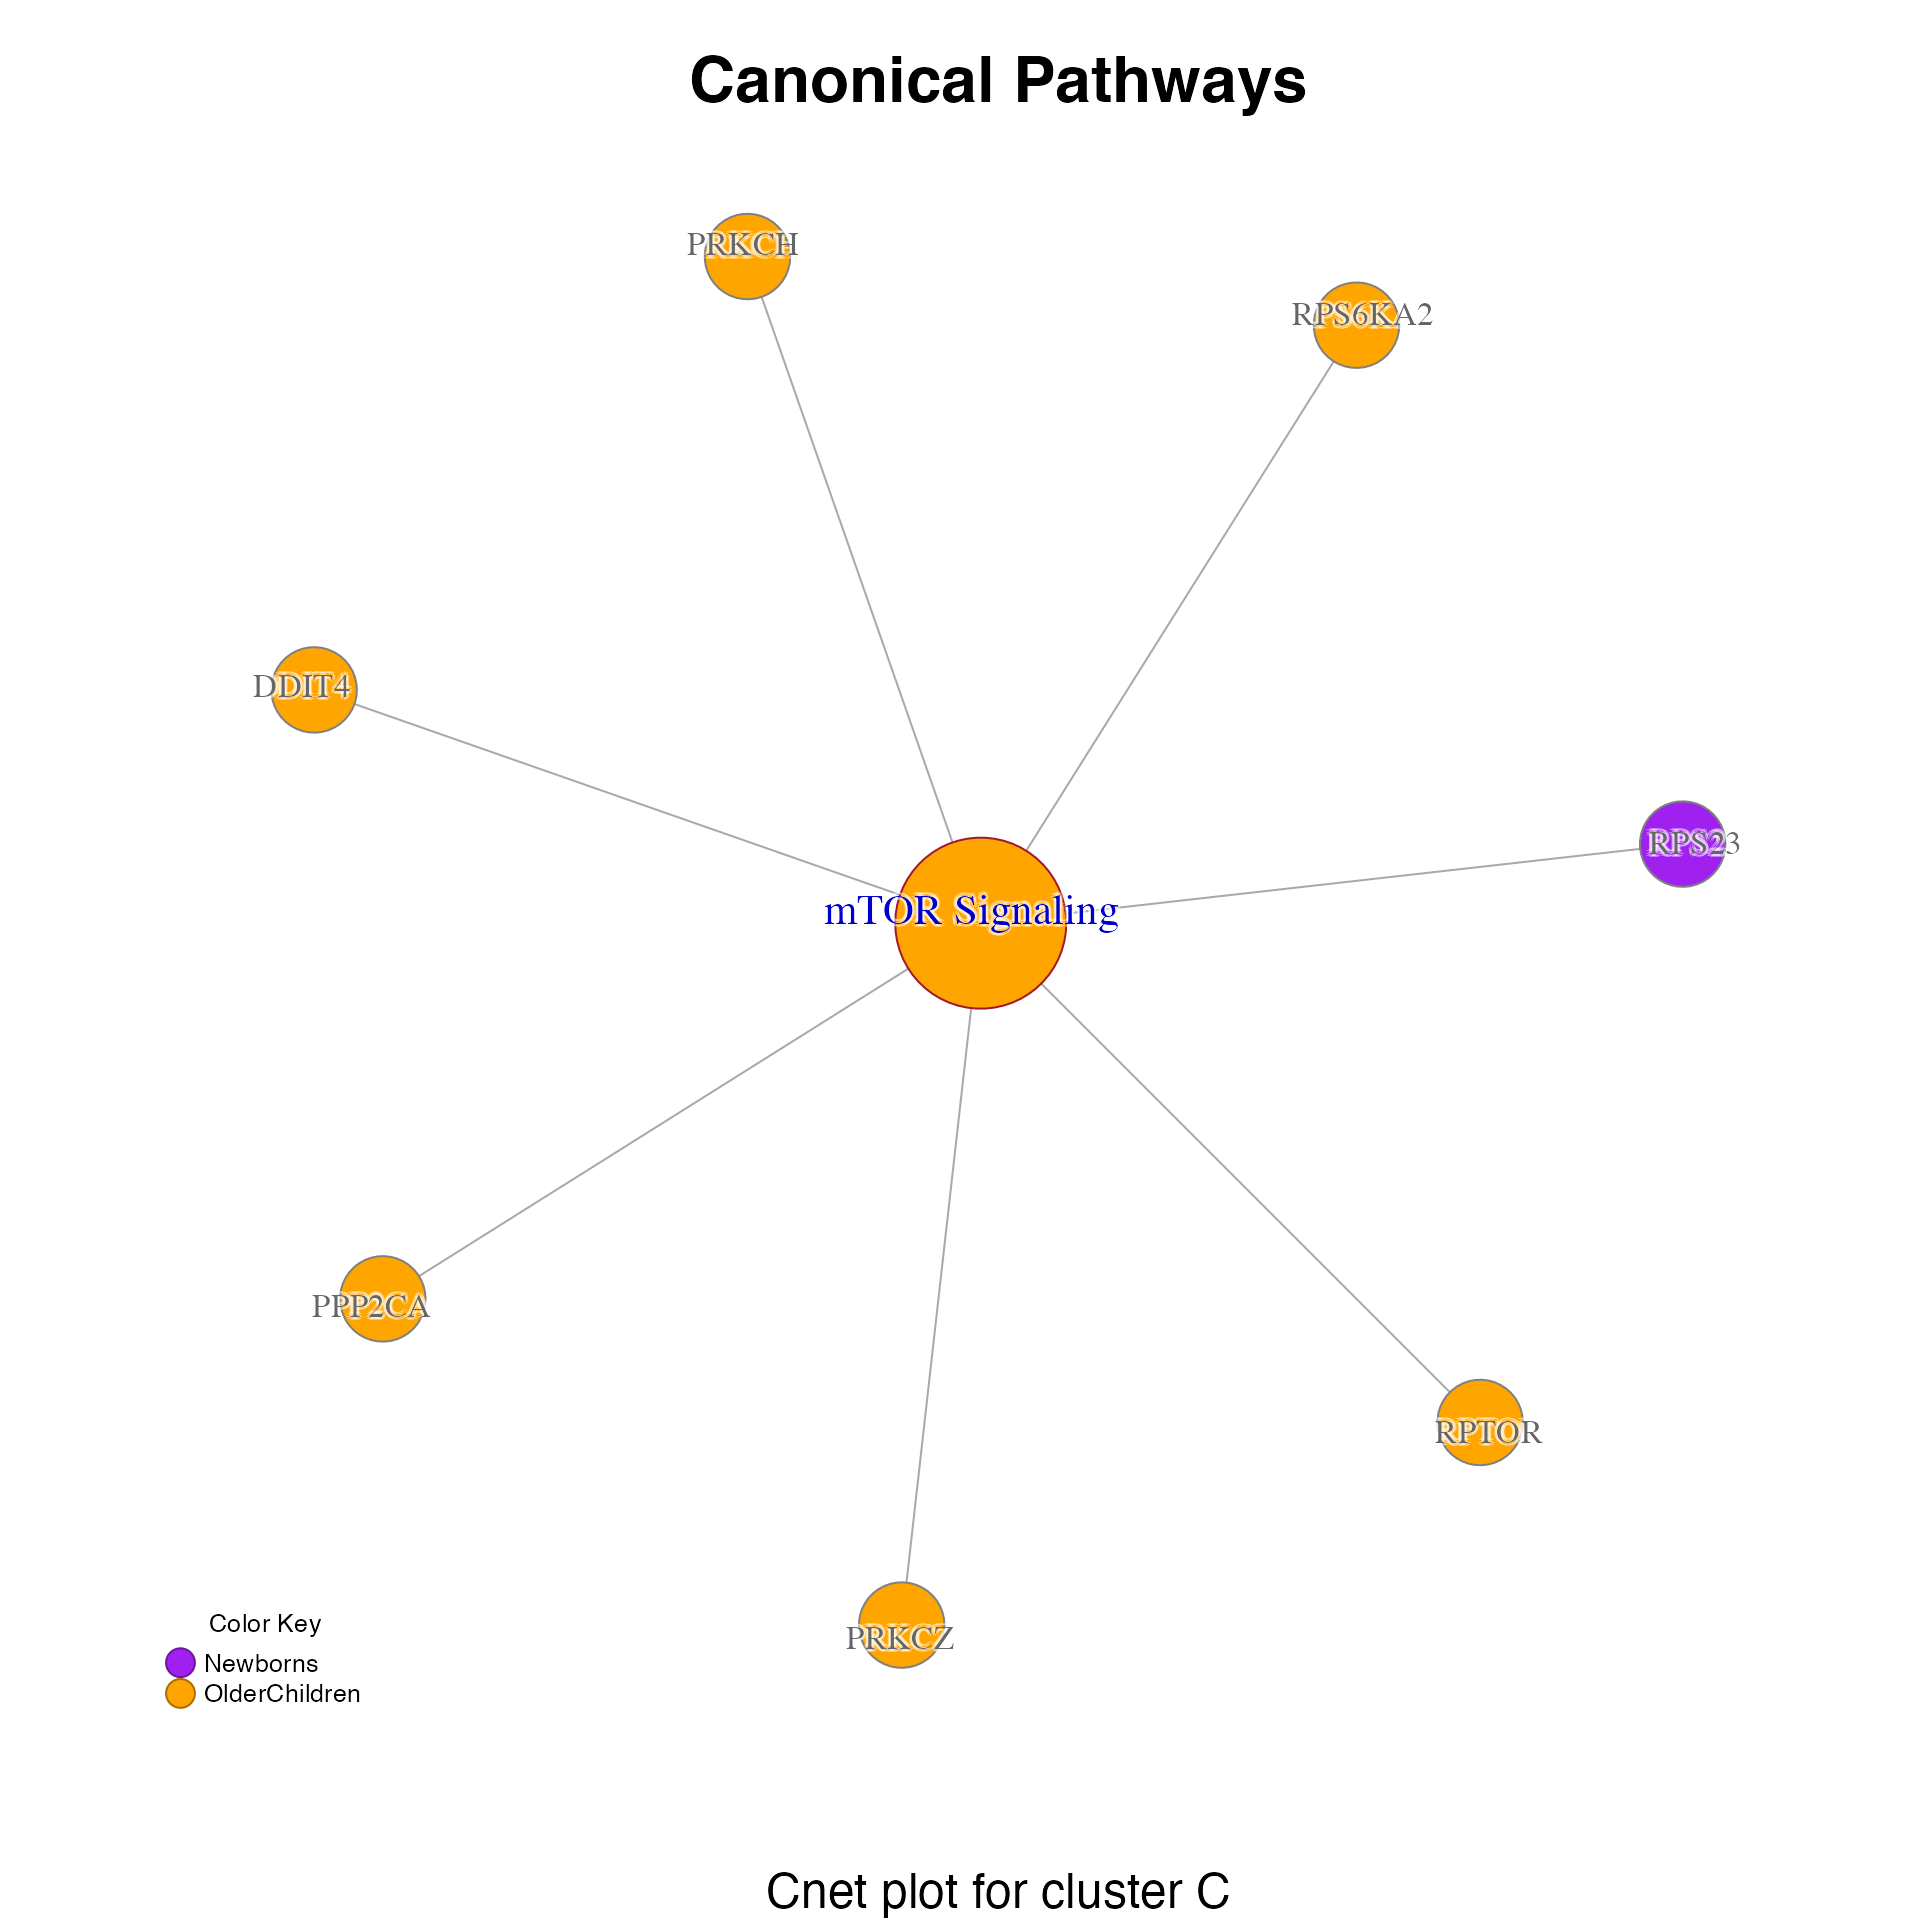 Canonical Pathways
PRKCH
RPS6KA2
DDIT4
RPS23
mTOR Signaling
PPP2CA
RPTOR
PRKCZ
Color Key
Newborns
OlderChildren
Cnet plot for cluster C